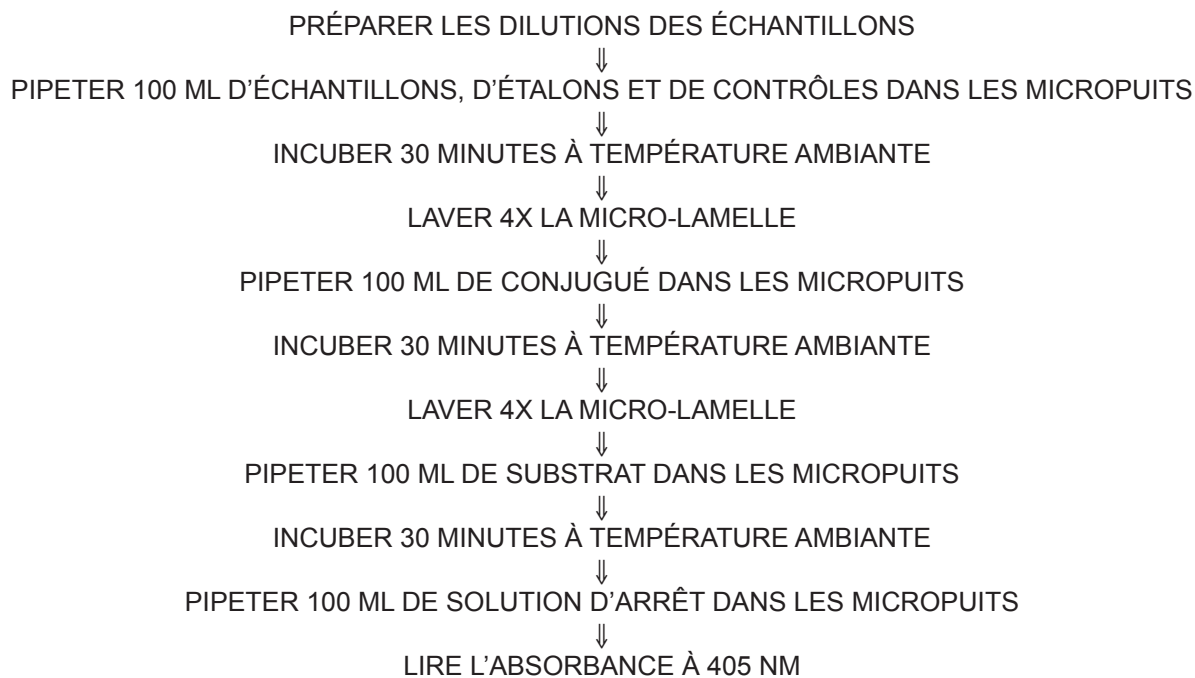 PRÉPARER LES DILUTIONS DES ÉCHANTILLONS
⇓
PIPETER 100 ML D’ÉCHANTILLONS, D’ÉTALONS ET DE CONTRÔLES DANS LES MICROPUITS
⇓
INCUBER 30 MINUTES À TEMPÉRATURE AMBIANTE
⇓
LAVER 4X LA MICRO-LAMELLE
⇓
PIPETER 100 ML DE CONJUGUÉ DANS LES MICROPUITS
⇓
INCUBER 30 MINUTES À TEMPÉRATURE AMBIANTE
⇓
LAVER 4X LA MICRO-LAMELLE
⇓
PIPETER 100 ML DE SUBSTRAT DANS LES MICROPUITS
⇓
INCUBER 30 MINUTES À TEMPÉRATURE AMBIANTE
⇓
PIPETER 100 ML DE SOLUTION D’ARRÊT DANS LES MICROPUITS
⇓
LIRE L’ABSORBANCE À 405 NM